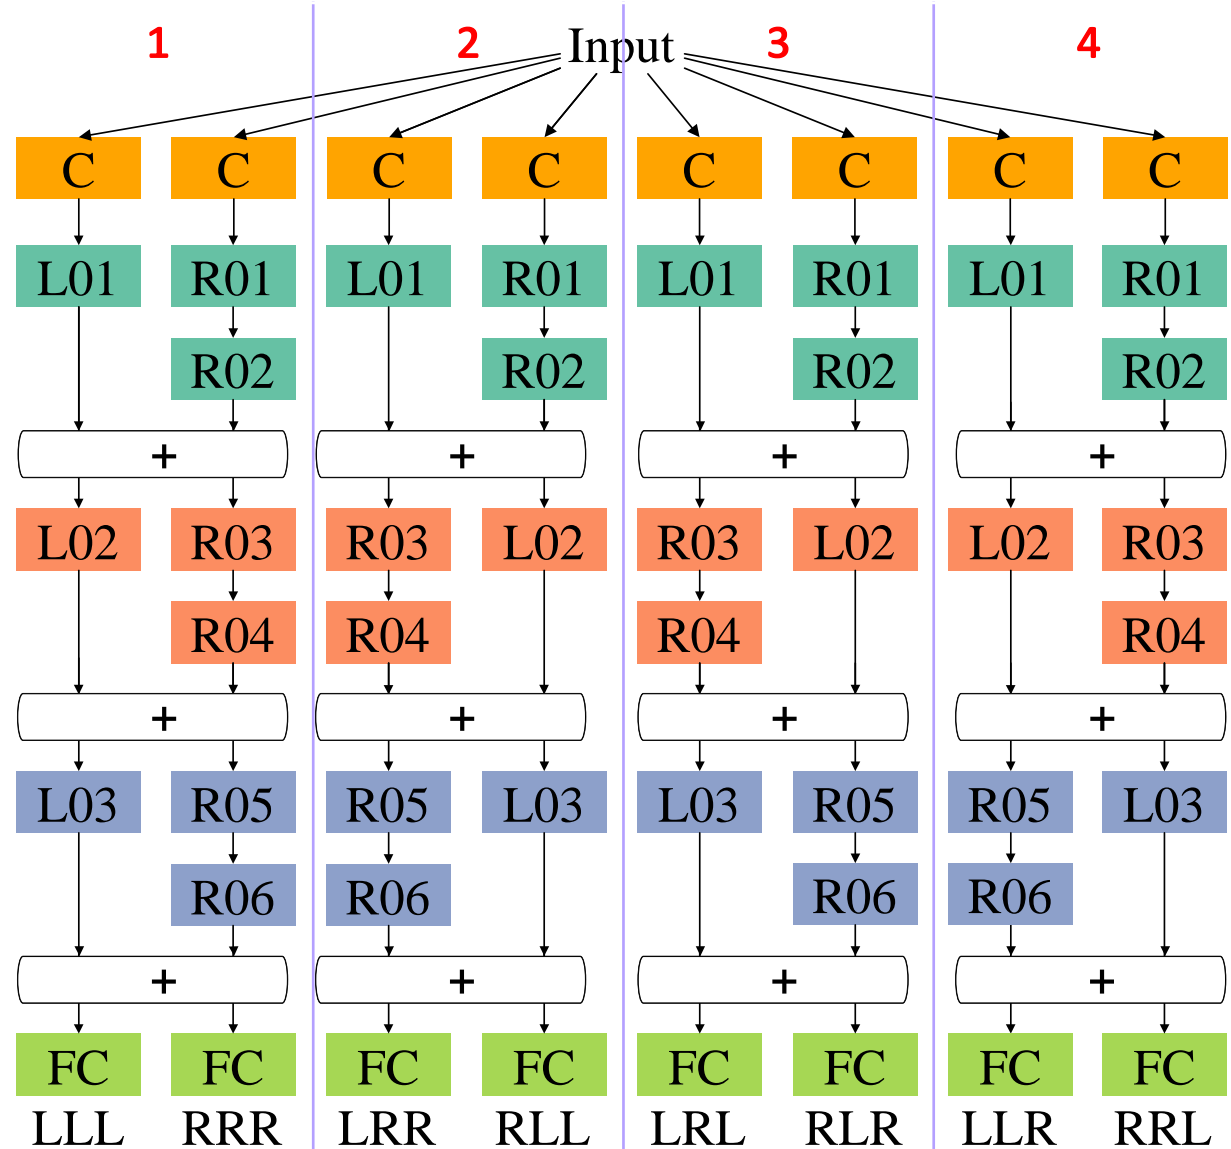 1 2 Input 3 4
C C C C C C C C
L01 R01 L01 R01 L01 R01 L01 R01
R02 R02 R02 R02
+ + + +
L02 R03 R03 L02 R03 L02 L02 R03
R04 R04 R04 R04
+ + + +
L03 R05 R05 L03 L03 R05 R05 L03
R06 R06 R06 R06
+ + + +
FC FC FC FC FC FC FC FC
LLL RRR LRR RLL LRL RLR LLR RRL